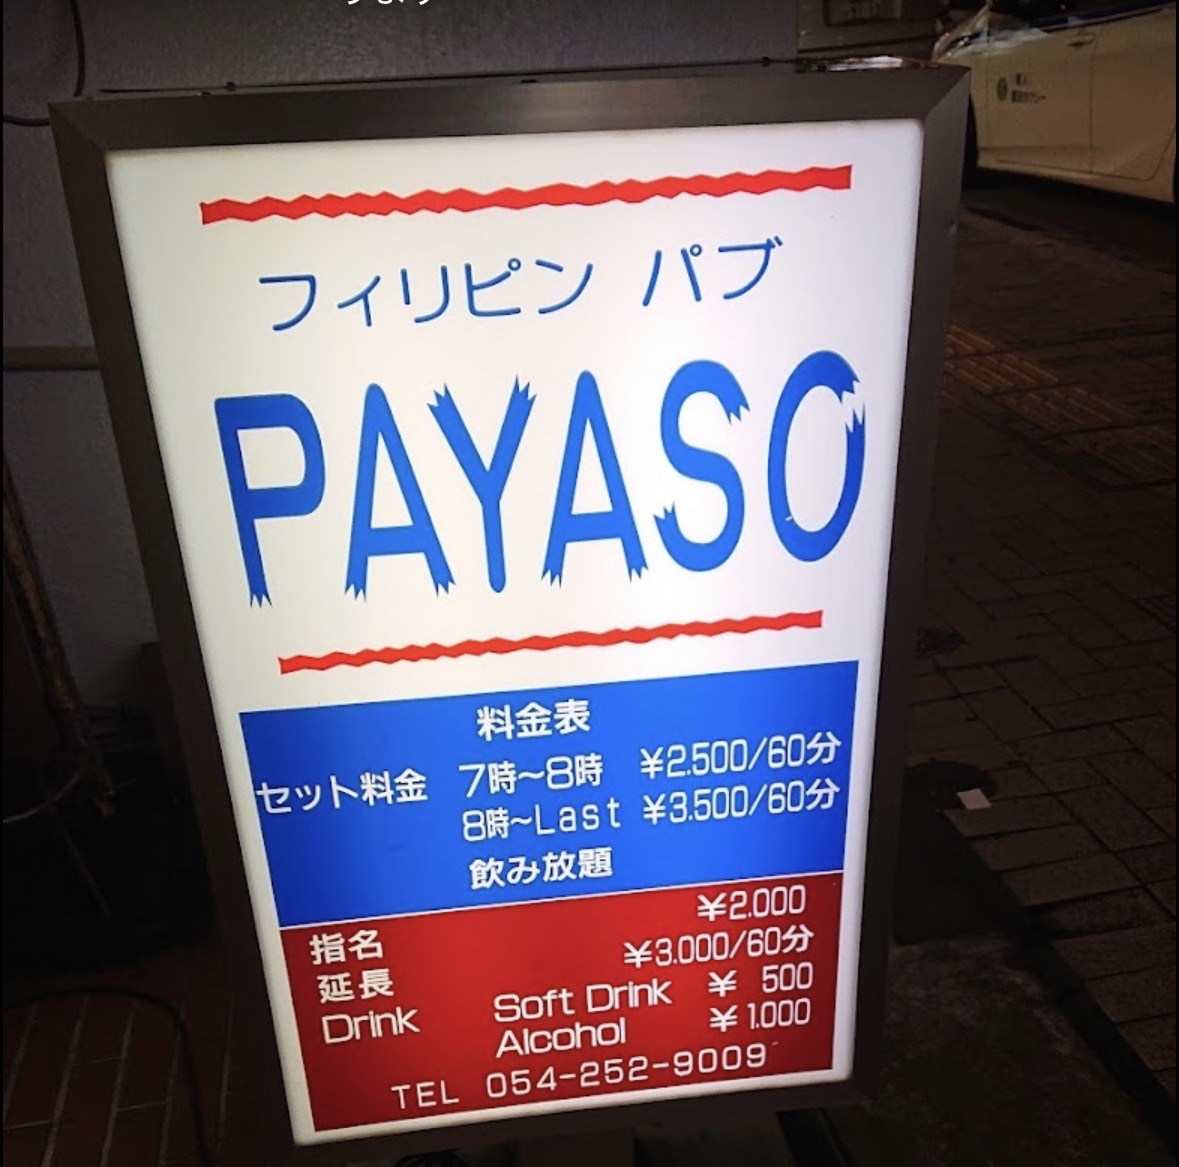 フィリピン パブ
PAYASO
料金表
セット料金 7時~8時 ¥2.500/60分
8時~Last ¥3.500/60分
飲み放題
指名 ¥2.000
延長 ¥3.000/60分
Drink Soft Drink ¥ 500
Alcohol ¥1.000
TEL 054-252-9009